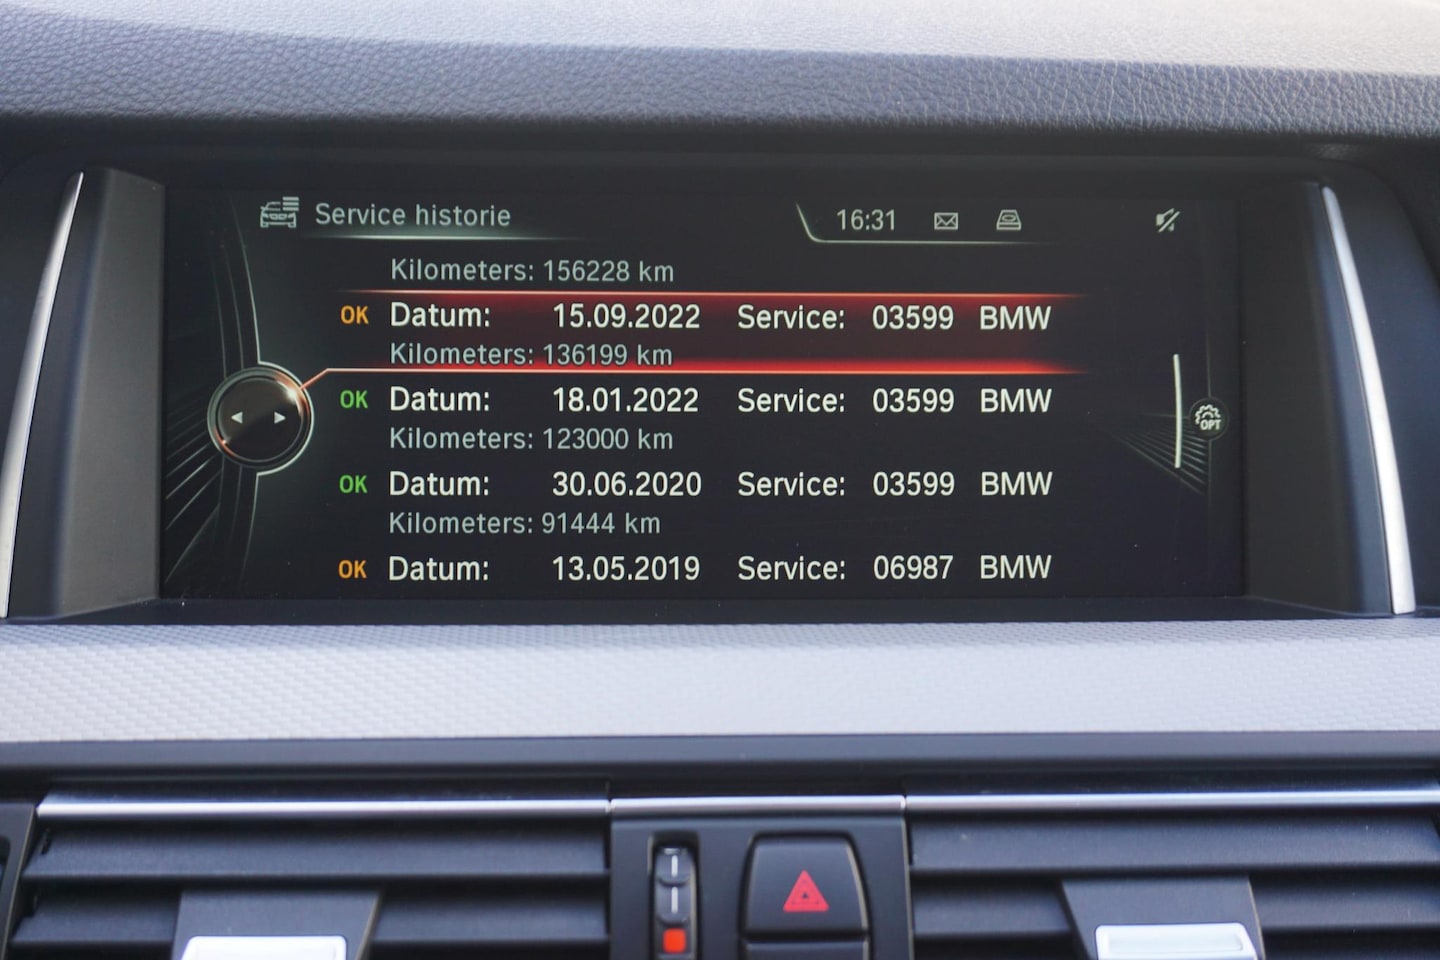 Service historie 16:31
Kilometers: 156228 km
OK Datum: 15.09.2022 Service: 03599 BMW
Kilometers: 136199 km
OK Datum: 18.01.2022 Service: 03599 BMW
Kilometers: 123000 km
OPT
OK Datum: 30.06.2020 Service: 03599 BMW
Kilometers: 91444 km
OK Datum: 13.05.2019 Service: 06987 BMW